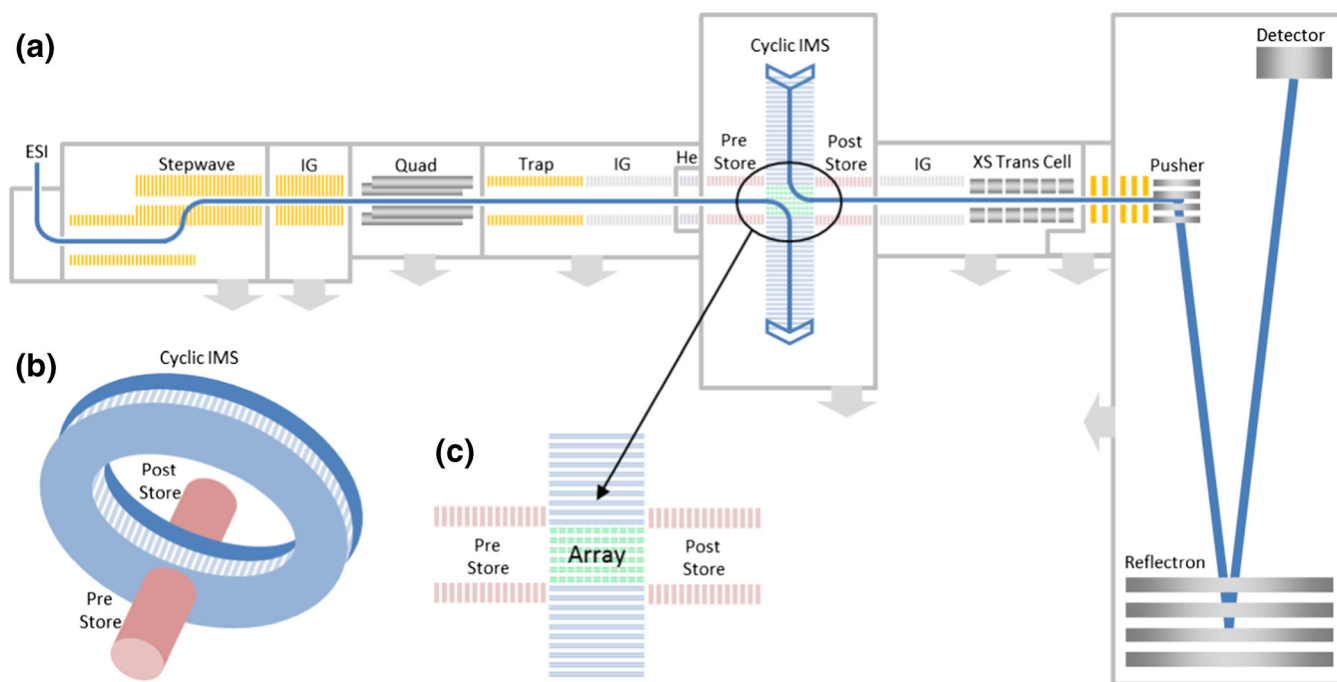 (a)
ESI
Stepwave
IG
Quad
Trap
IG
He
Pre
Store
Cyclic IMS
Post
Store
IG
XS Trans Cell
Pusher
Detector
Reflectron
(b)
Cyclic IMS
Post
Store
Pre
Store
(c)
Pre
Store
Array
Post
Store